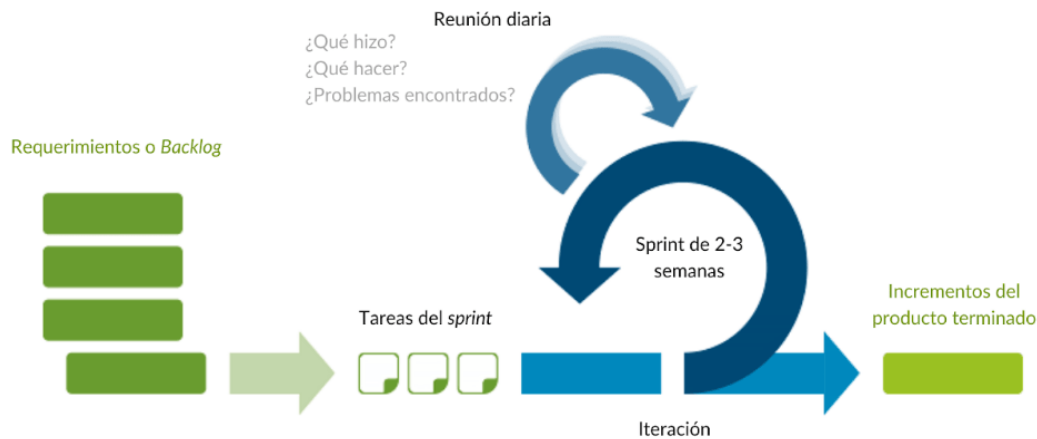 Reunión diaria
¿Qué hizo?
¿Qué hacer?
¿Problemas encontrados?
Requerimientos o Backlog
Sprint de 2-3
semanas
Incrementos del
producto terminado
Tareas del sprint
Iteración